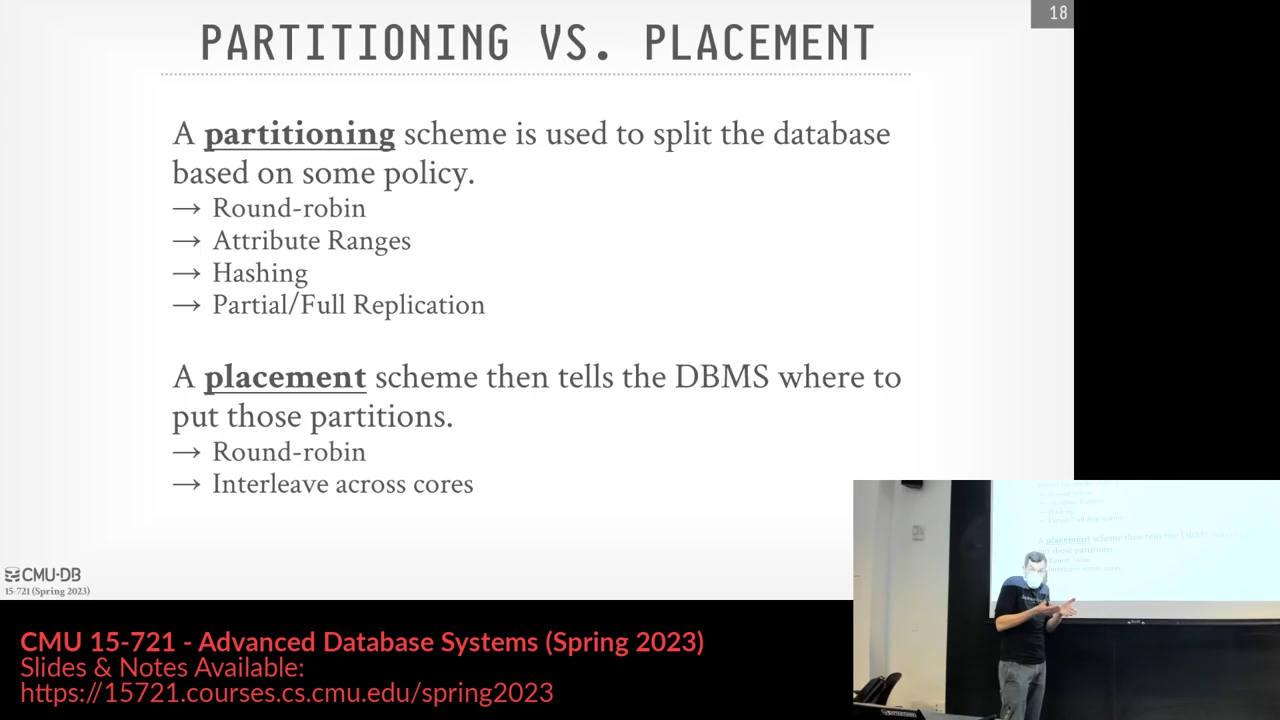 18
PARTITIONING VS. PLACEMENT
A partitioning scheme is used to split the database
based on some policy.
→ Round-robin
→ Attribute Ranges
→ Hashing
→ Partial/Full Replication
A placement scheme then tells the DBMS where to
put those partitions.
→ Round-robin
→ Interleave across cores
CMU·DB
15-721 (Spring 2023)
CMU 15-721 - Advanced Database Systems (Spring 2023)
Slides & Notes Available:
https://15721.courses.cs.cmu.edu/spring2023